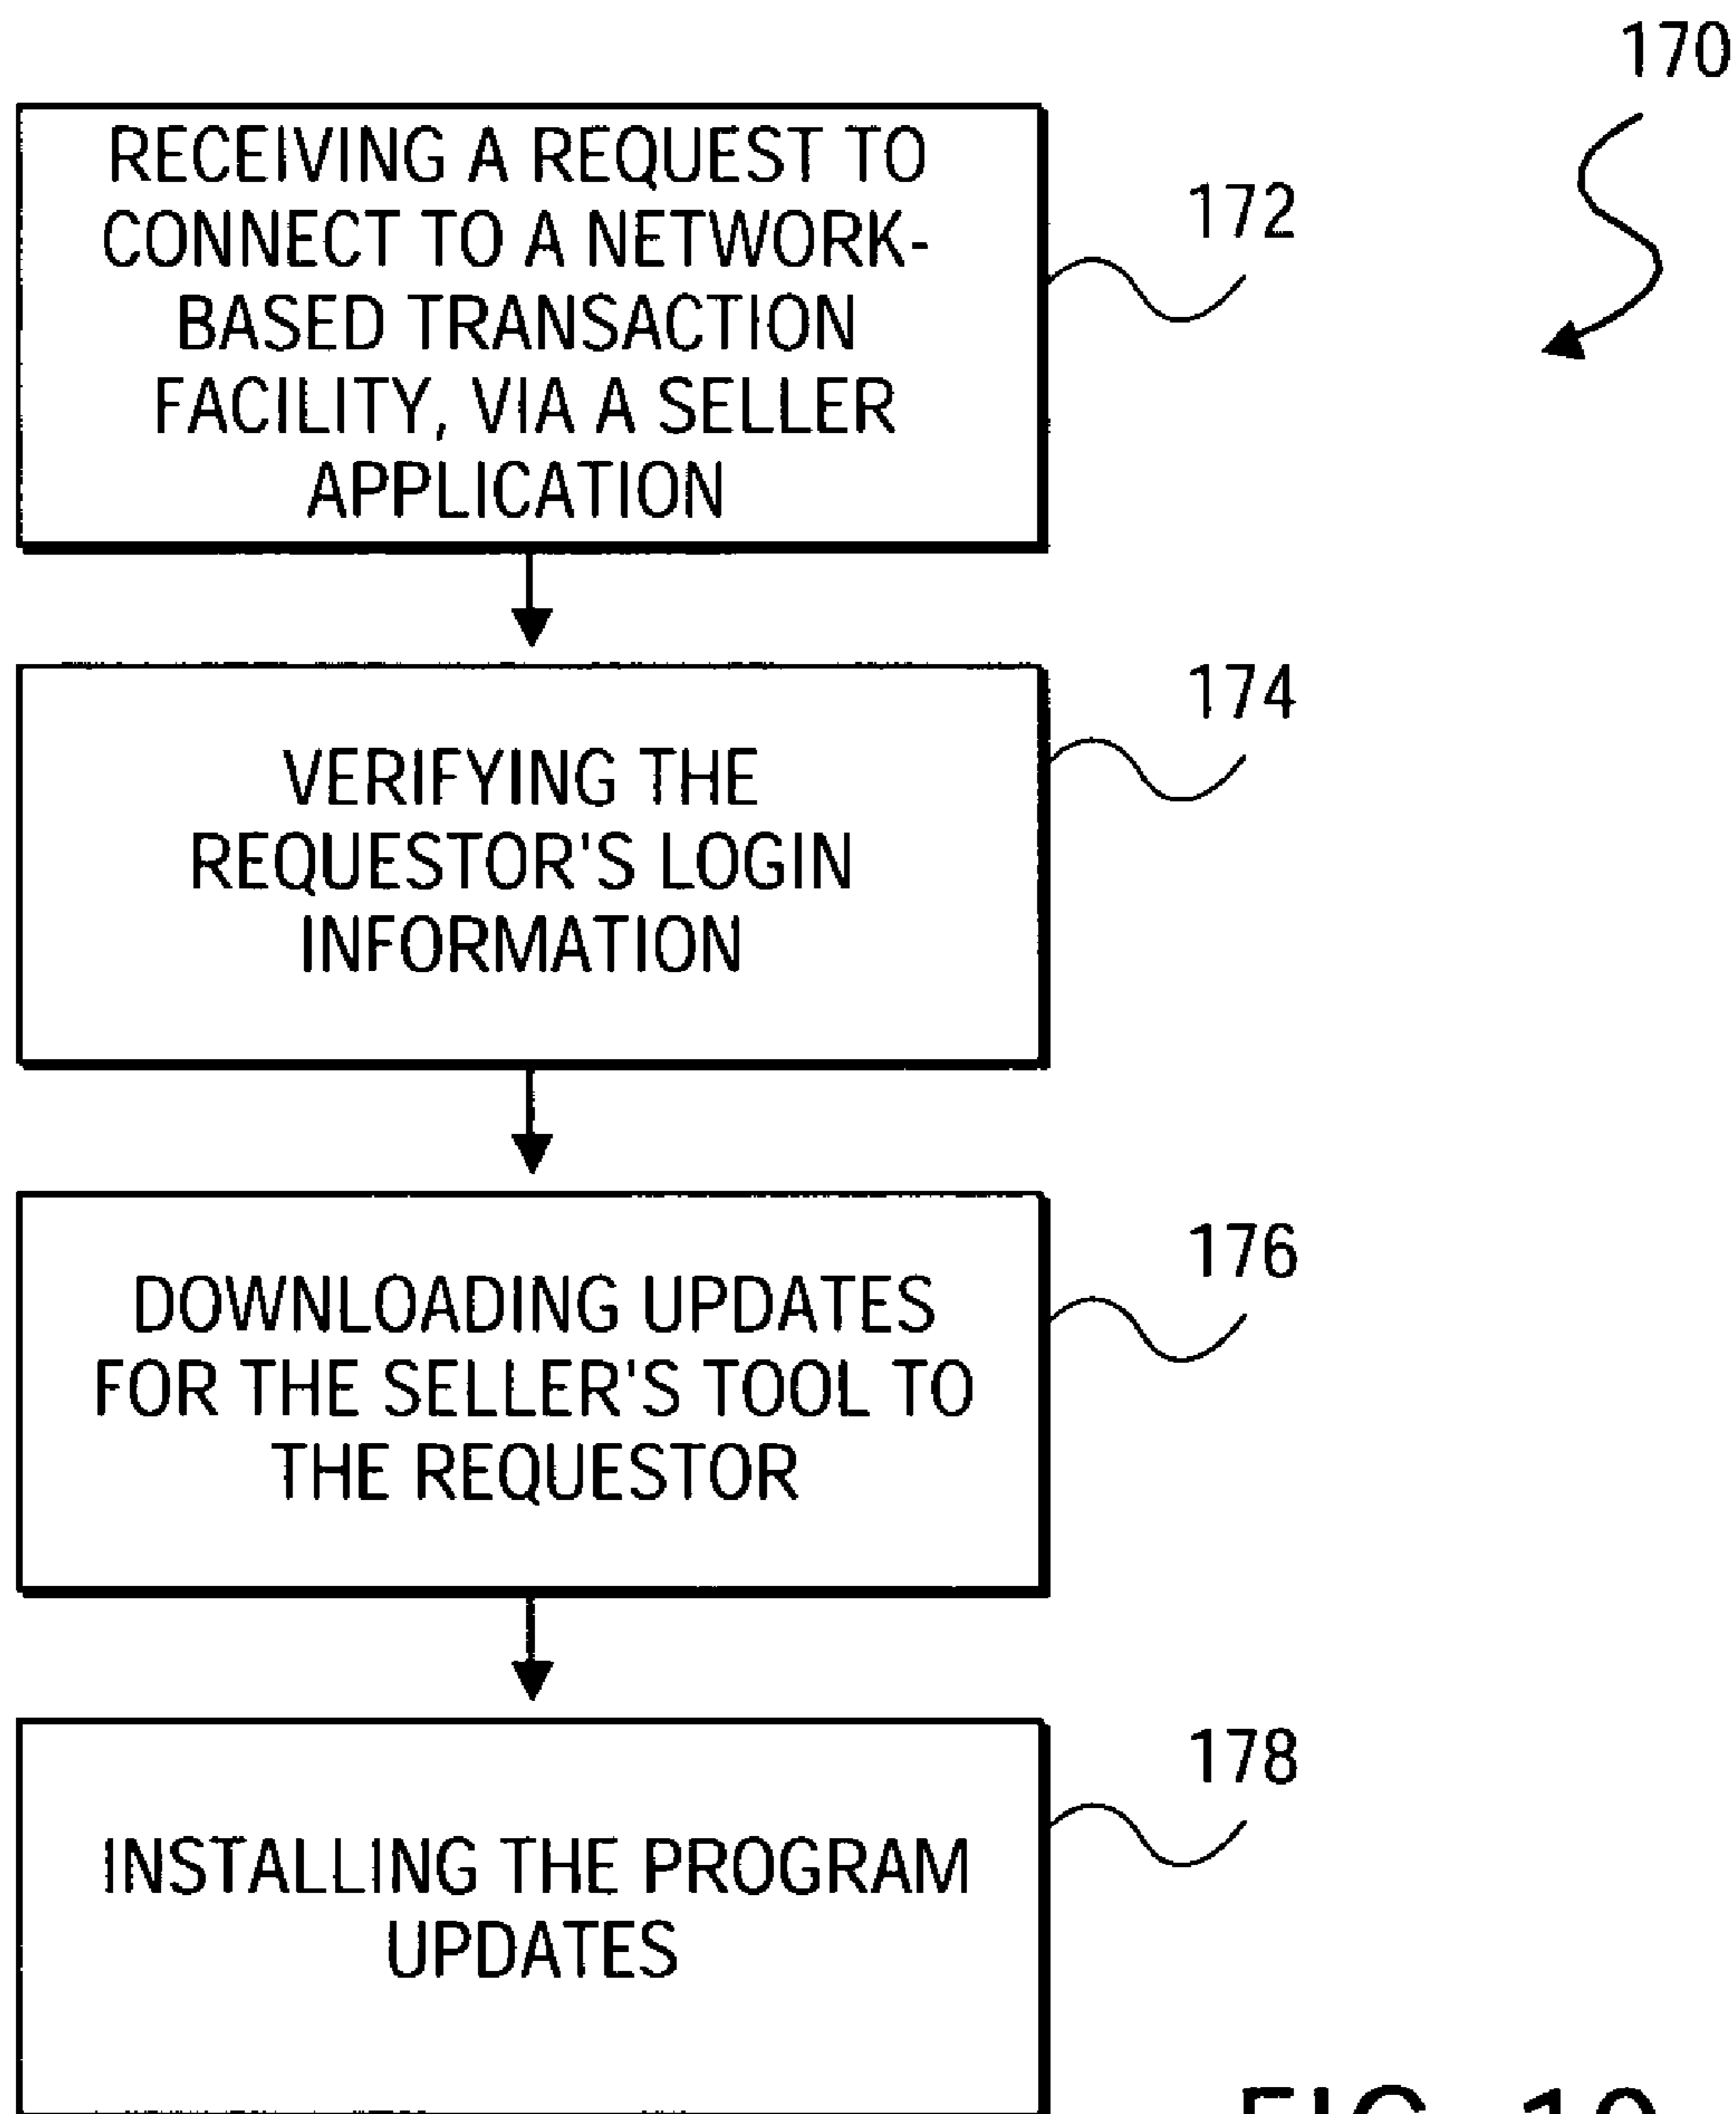 170
RECEIVING A REQUEST TO
CONNECT TO A NETWORK-
BASED TRANSACTION
FACILITY, VIA A SELLER
APPLICATION
172
VERIFYING THE
REQUESTOR'S LOGIN
INFORMATION
174
DOWNLOADING UPDATES
FOR THE SELLER'S TOOL TO
THE REQUESTOR
176
INSTALLING THE PROGRAM
UPDATES
178
FIG.